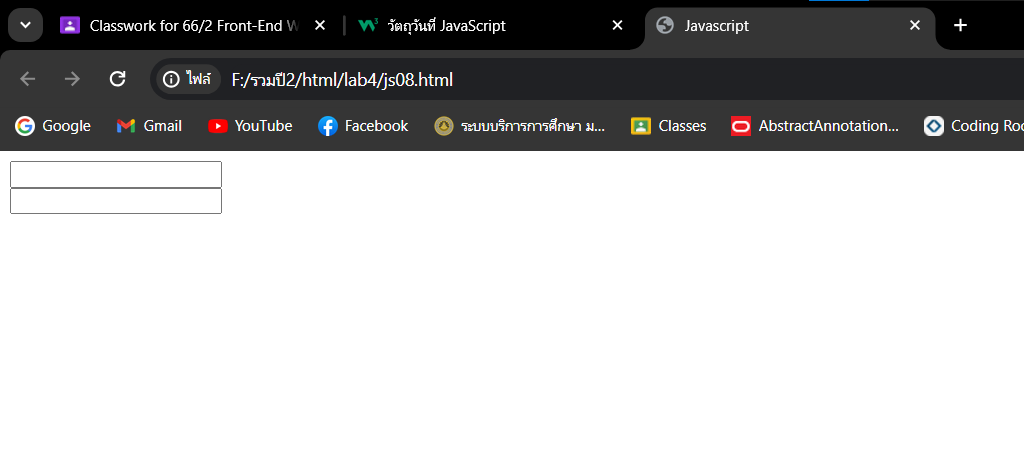 Classwork for 66/2 Front-End W
วัตถุวันที่ JavaScript
Javascript
ไฟล์
F:/รวมปี2/html/lab4/js08.html
Google
Gmail
YouTube
Facebook
ระบบบริการการศึกษา ม...
Classes
AbstractAnnotation...
Coding Roo